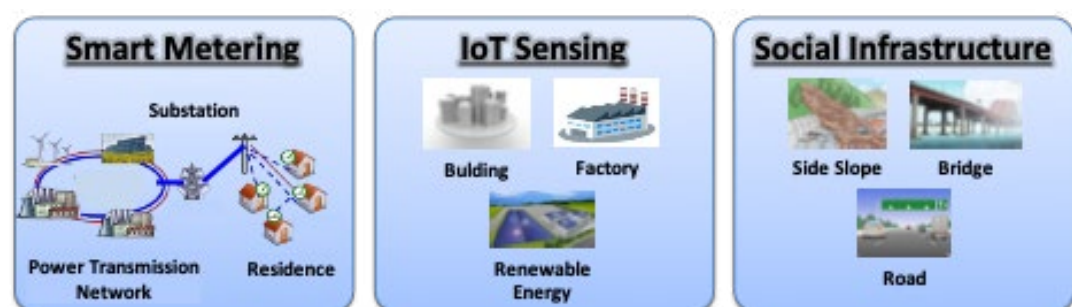 Smart Metering
Substation
Power Transmission
Network
Residence
IoT Sensing
Bulding
Factory
Renewable
Energy
Social Infrastructure
Side Slope
Bridge
Road